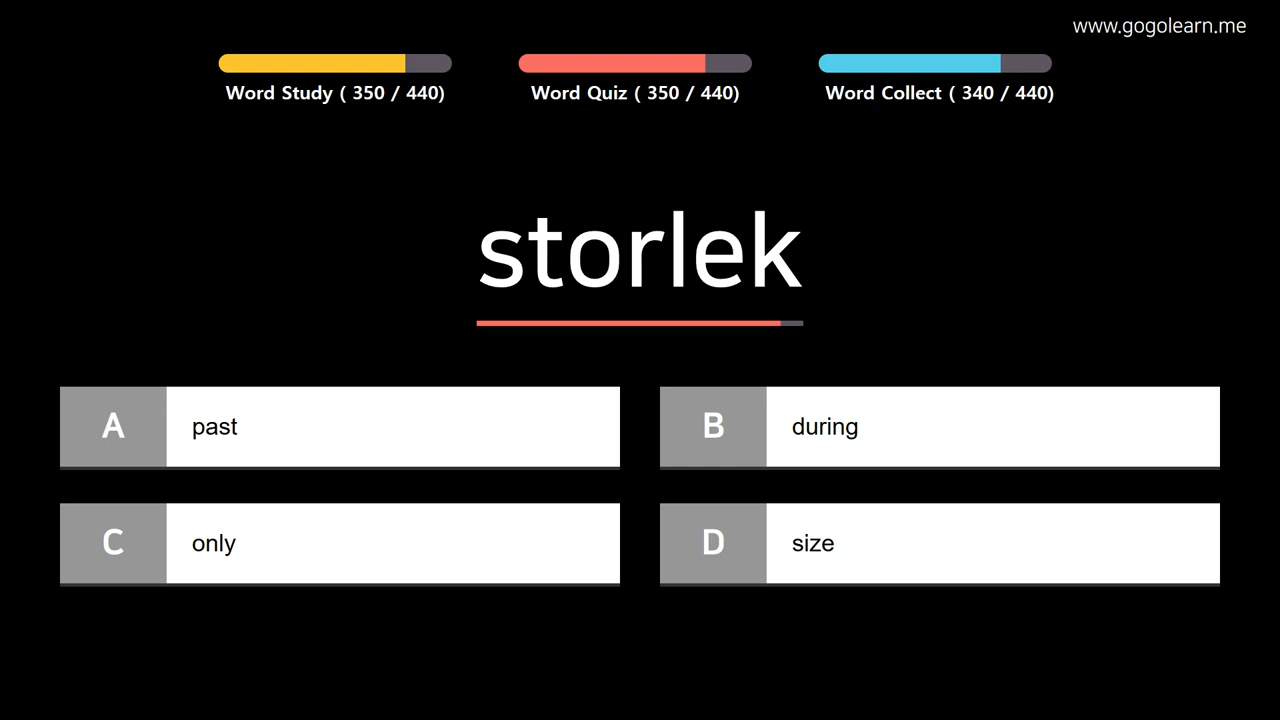 www.gogolearn.me
Word Study ( 350 / 440)
Word Quiz ( 350 / 440)
Word Collect ( 340 / 440)
storlek
A past
B during
C only
D size